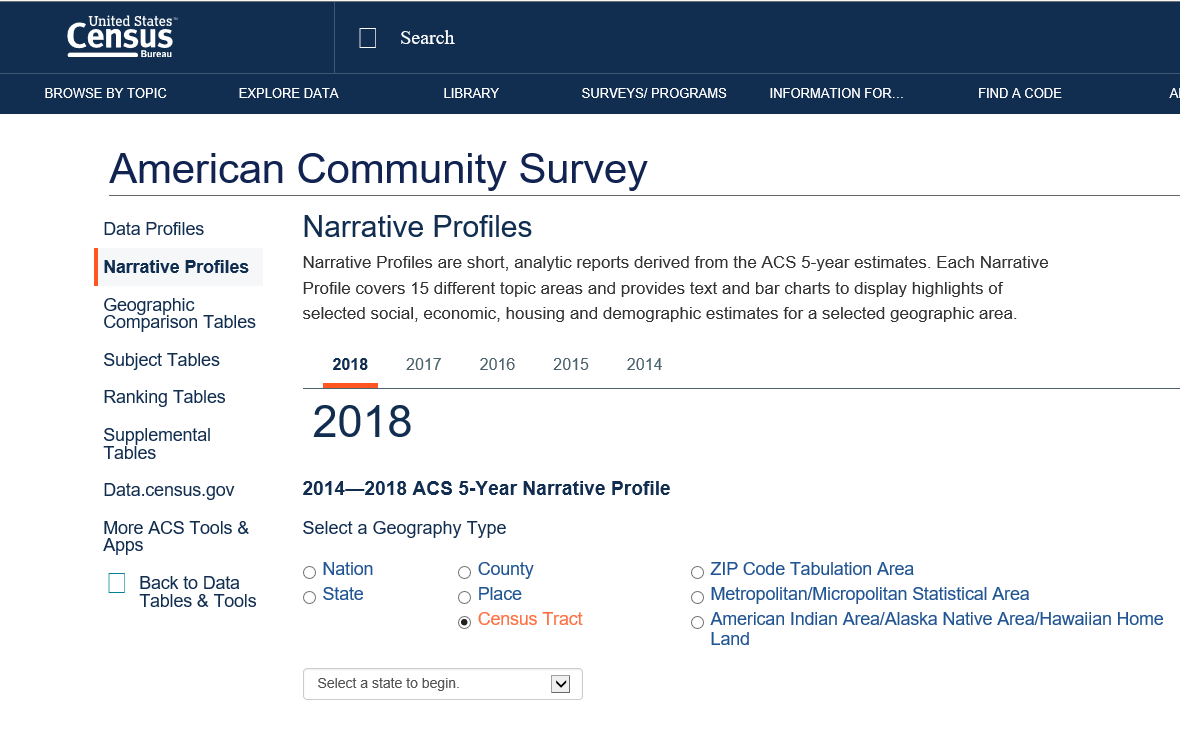 United States™
Census
Bureau
Search
BROWSE BY TOPIC
EXPLORE DATA
LIBRARY
SURVEYS/ PROGRAMS
INFORMATION FOR...
FIND A CODE
American Community Survey
Data Profiles
Narrative Profiles
Geographic
Comparison Tables
Subject Tables
Ranking Tables
Supplemental
Tables
Data.census.gov
More ACS Tools &
Apps
Back to Data
Tables & Tools
Narrative Profiles
Narrative Profiles are short, analytic reports derived from the ACS 5-year estimates. Each Narrative
Profile covers 15 different topic areas and provides text and bar charts to display highlights of
selected social, economic, housing and demographic estimates for a selected geographic area.
2018 2017 2016 2015 2014
2018
2014—2018 ACS 5-Year Narrative Profile
Select a Geography Type
Nation
State
County
Place
Census Tract
ZIP Code Tabulation Area
Metropolitan/Micropolitan Statistical Area
American Indian Area/Alaska Native Area/Hawaiian Home
Land
Select a state to begin.